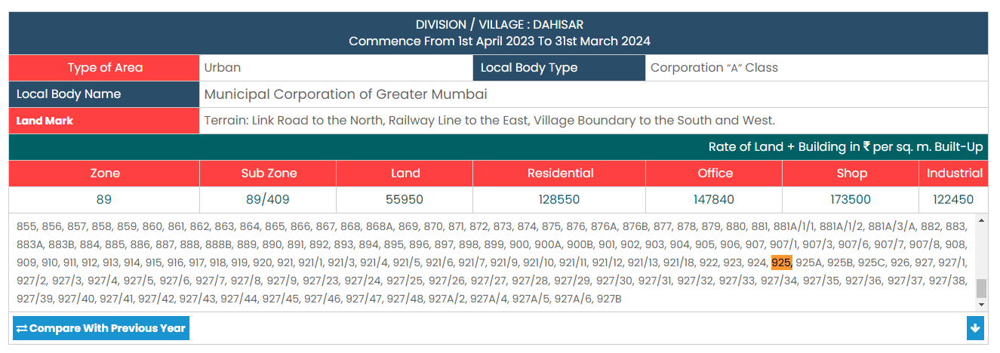 DIVISION / VILLAGE : DAHISAR
Commence From 1st April 2023 To 31st March 2024
Type of Area Urban Local Body Type Corporation “A” Class
Local Body Name Municipal Corporation of Greater Mumbai
Land Mark Terrain: Link Road to the North, Railway Line to the East, Village Boundary to the South and West.
Rate of Land + Building in ₹ per sq. m. Built-Up
Zone Sub Zone Land Residential Office Shop Industrial
89 89/409 55950 128550 147840 173500 122450
855, 856, 857, 858, 859, 860, 861, 862, 863, 864, 865, 866, 867, 868, 868A, 869, 870, 871, 872, 873, 874, 875, 876, 876A, 876B, 877, 878, 879, 880, 881, 881A/1/1, 881A/1/2, 881A/3/A, 882, 883,
883A, 883B, 884, 885, 886, 887, 888, 888B, 889, 890, 891, 892, 893, 894, 895, 896, 897, 898, 899, 900, 900A, 900B, 901, 902, 903, 904, 905, 906, 907, 907/1, 907/3, 907/6, 907/7, 907/8, 908,
909, 910, 911, 912, 913, 914, 915, 916, 917, 918, 919, 920, 921, 921/1, 921/3, 921/4, 921/5, 921/6, 921/7, 921/9, 921/10, 921/11, 921/12, 921/13, 921/18, 922, 923, 924, 925, 925A, 925B, 925C, 926, 927, 927/1,
927/2, 927/3, 927/4, 927/5, 927/6, 927/7, 927/8, 927/9, 927/23, 927/24, 927/25, 927/26, 927/27, 927/28, 927/29, 927/30, 927/31, 927/32, 927/33, 927/34, 927/35, 927/36, 927/37, 927/38,
927/39, 927/40, 927/41, 927/42, 927/43, 927/44, 927/45, 927/46, 927/47, 927/48, 927A/2, 927A/4, 927A/5, 927A/6, 927B
Compare With Previous Year